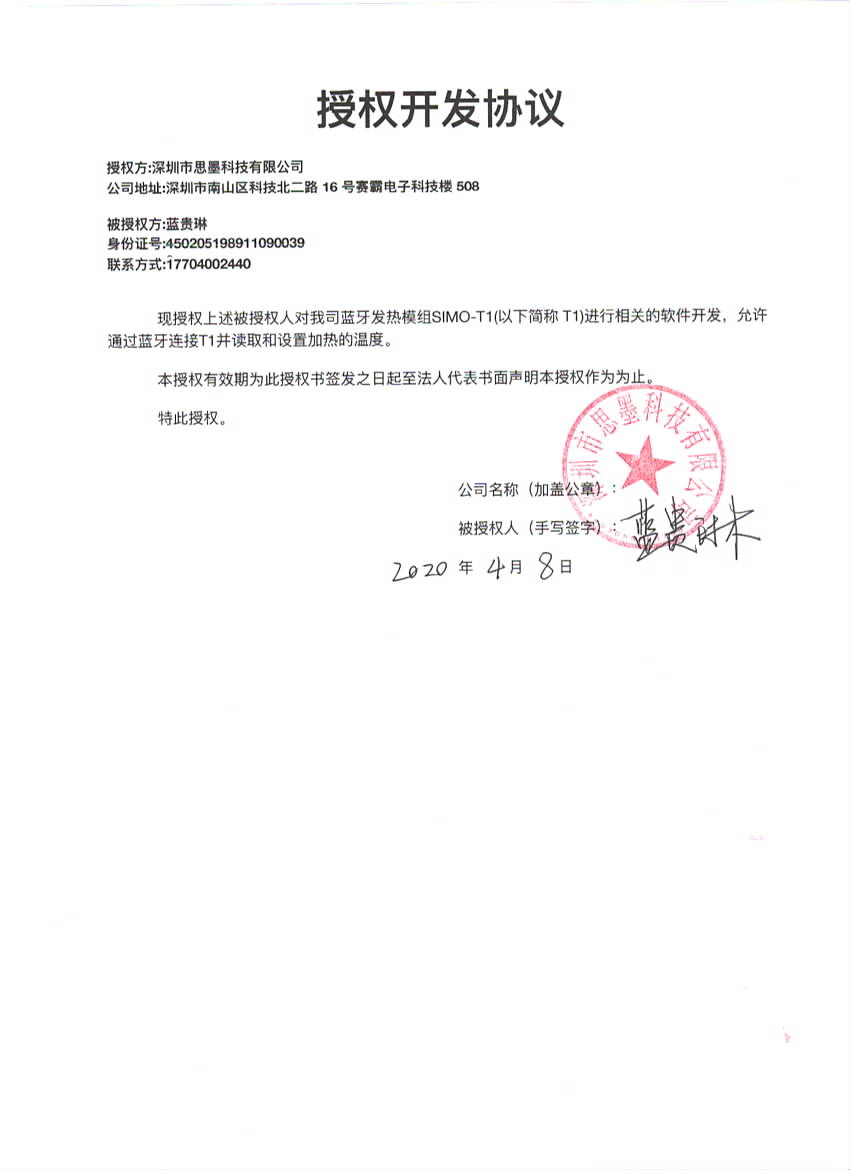 授权开发协议
授权方:深圳市思墨科技有限公司
公司地址:深圳市南山区科技北二路 16 号赛霸电子科技楼 508
被授权方:蓝贵琳
身份证号:450205198911090039
联系方式:17704002440
现授权上述被授权人对我司蓝牙发热模组SIMO-T1(以下简称 T1)进行相关的软件开发，允许
通过蓝牙连接T1并读取和设置加热的温度。
本授权有效期为此授权书签发之日起至法人代表书面声明本授权作为为止。
特此授权。
深圳市思墨科技有限公司
公司名称（加盖公章）:
被授权人（手写签字）: 蓝贵琳
2020 年 4 月 8 日